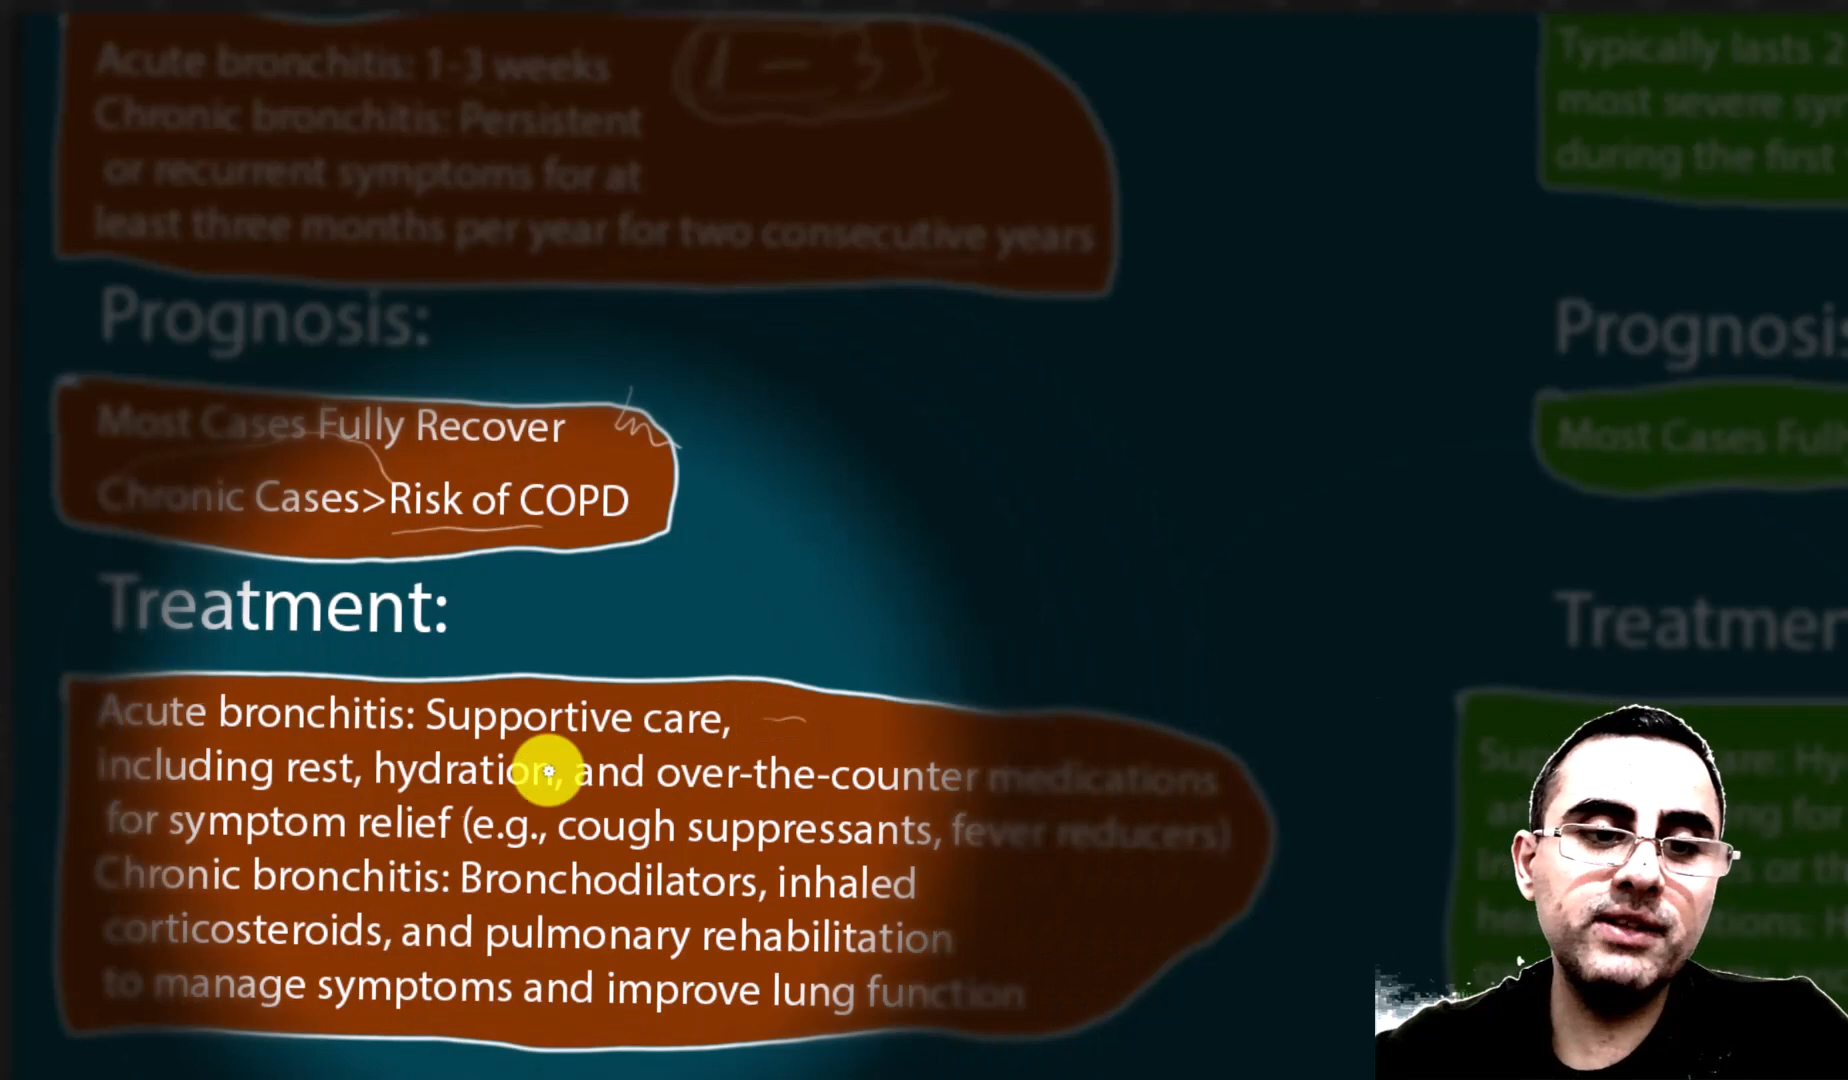 Acute bronchitis: 1-3 weeks
1 - 3
Chronic bronchitis: Persistent
or recurrent symptoms for at
least three months per year for two consecutive years
Prognosis:
Most Cases Fully Recover
Chronic Cases>Risk of COPD
Treatment:
Acute bronchitis: Supportive care,
including rest, hydration, and over-the-counter medications
for symptom relief (e.g., cough suppressants, fever reducers)
Chronic bronchitis: Bronchodilators, inhaled
corticosteroids, and pulmonary rehabilitation
to manage symptoms and improve lung function
Typically lasts 2
most severe
during the first
Prognosis
Most Cases